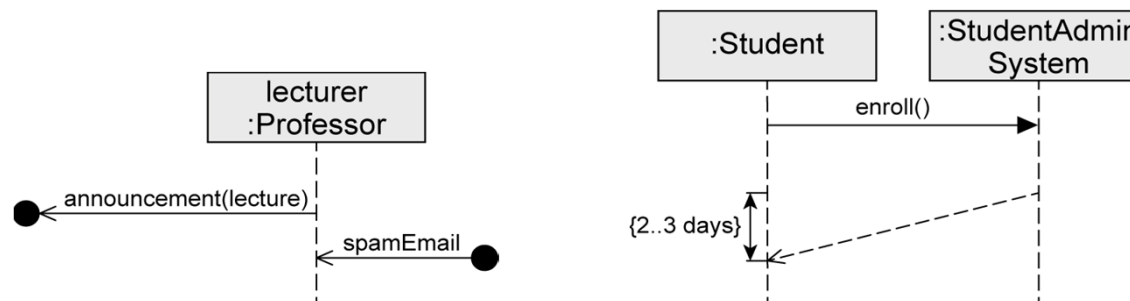 lecturer
:Professor
announcement(lecture)
spamEmail
:Student
:StudentAdmin
System
enroll()
{2..3 days}